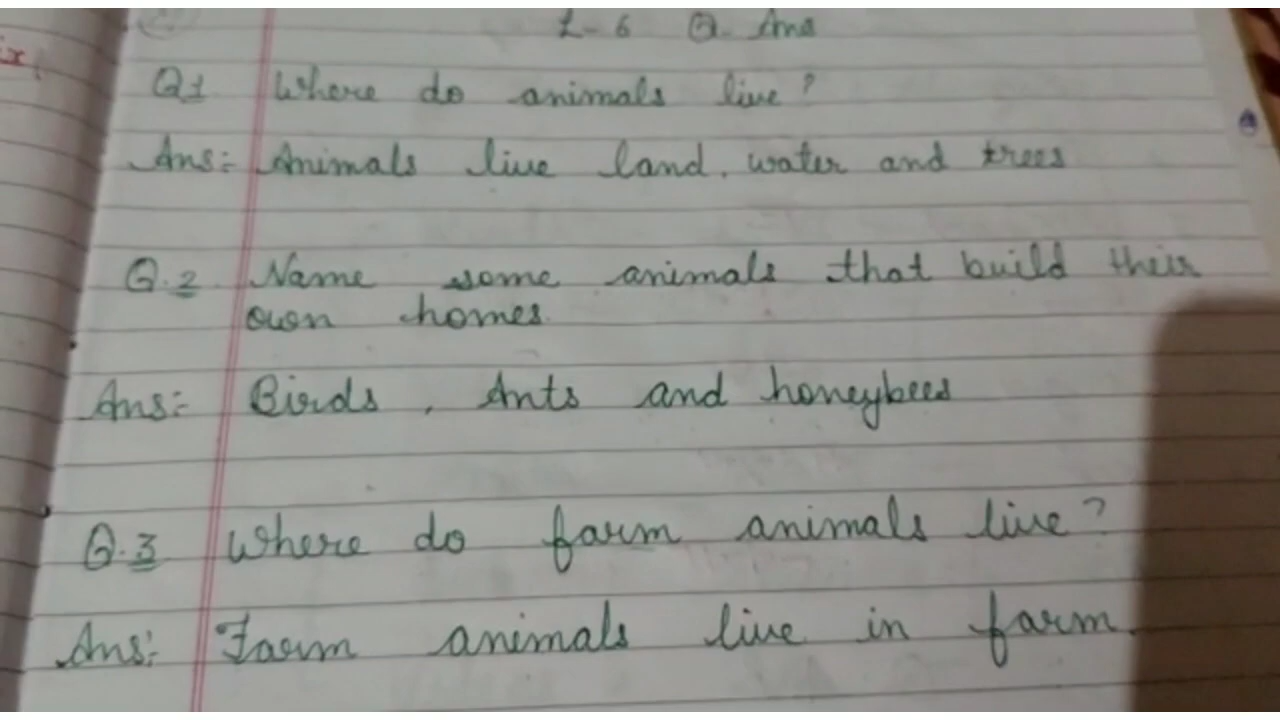 L-6 Q. Ans
Q1 Where do animals live?
Ans:- Animals live land, water and trees
Q.2 Name some animals that build their
own homes.
Ans:- Birds, Ants and honeybees
Q.3 Where do farm animals live?
Ans:- Farm animals live in farm.